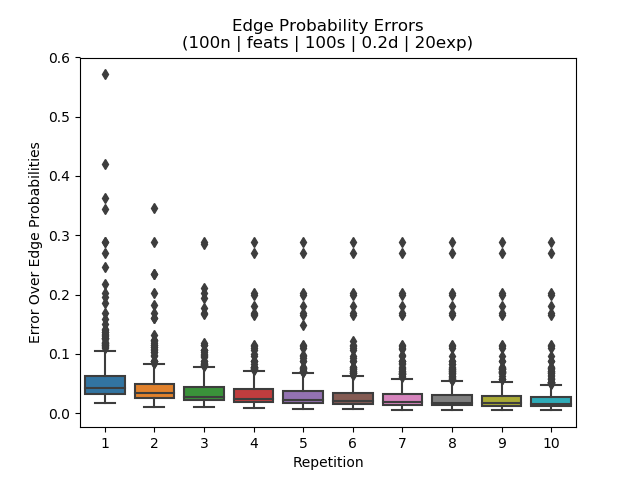 Edge Probability Errors
(100n | feats | 100s | 0.2d | 20exp)
0.6
0.5
0.4
0.3
0.2
0.1
0.0
Error Over Edge Probabilities
1 2 3 4 5 6 7 8 9 10
Repetition